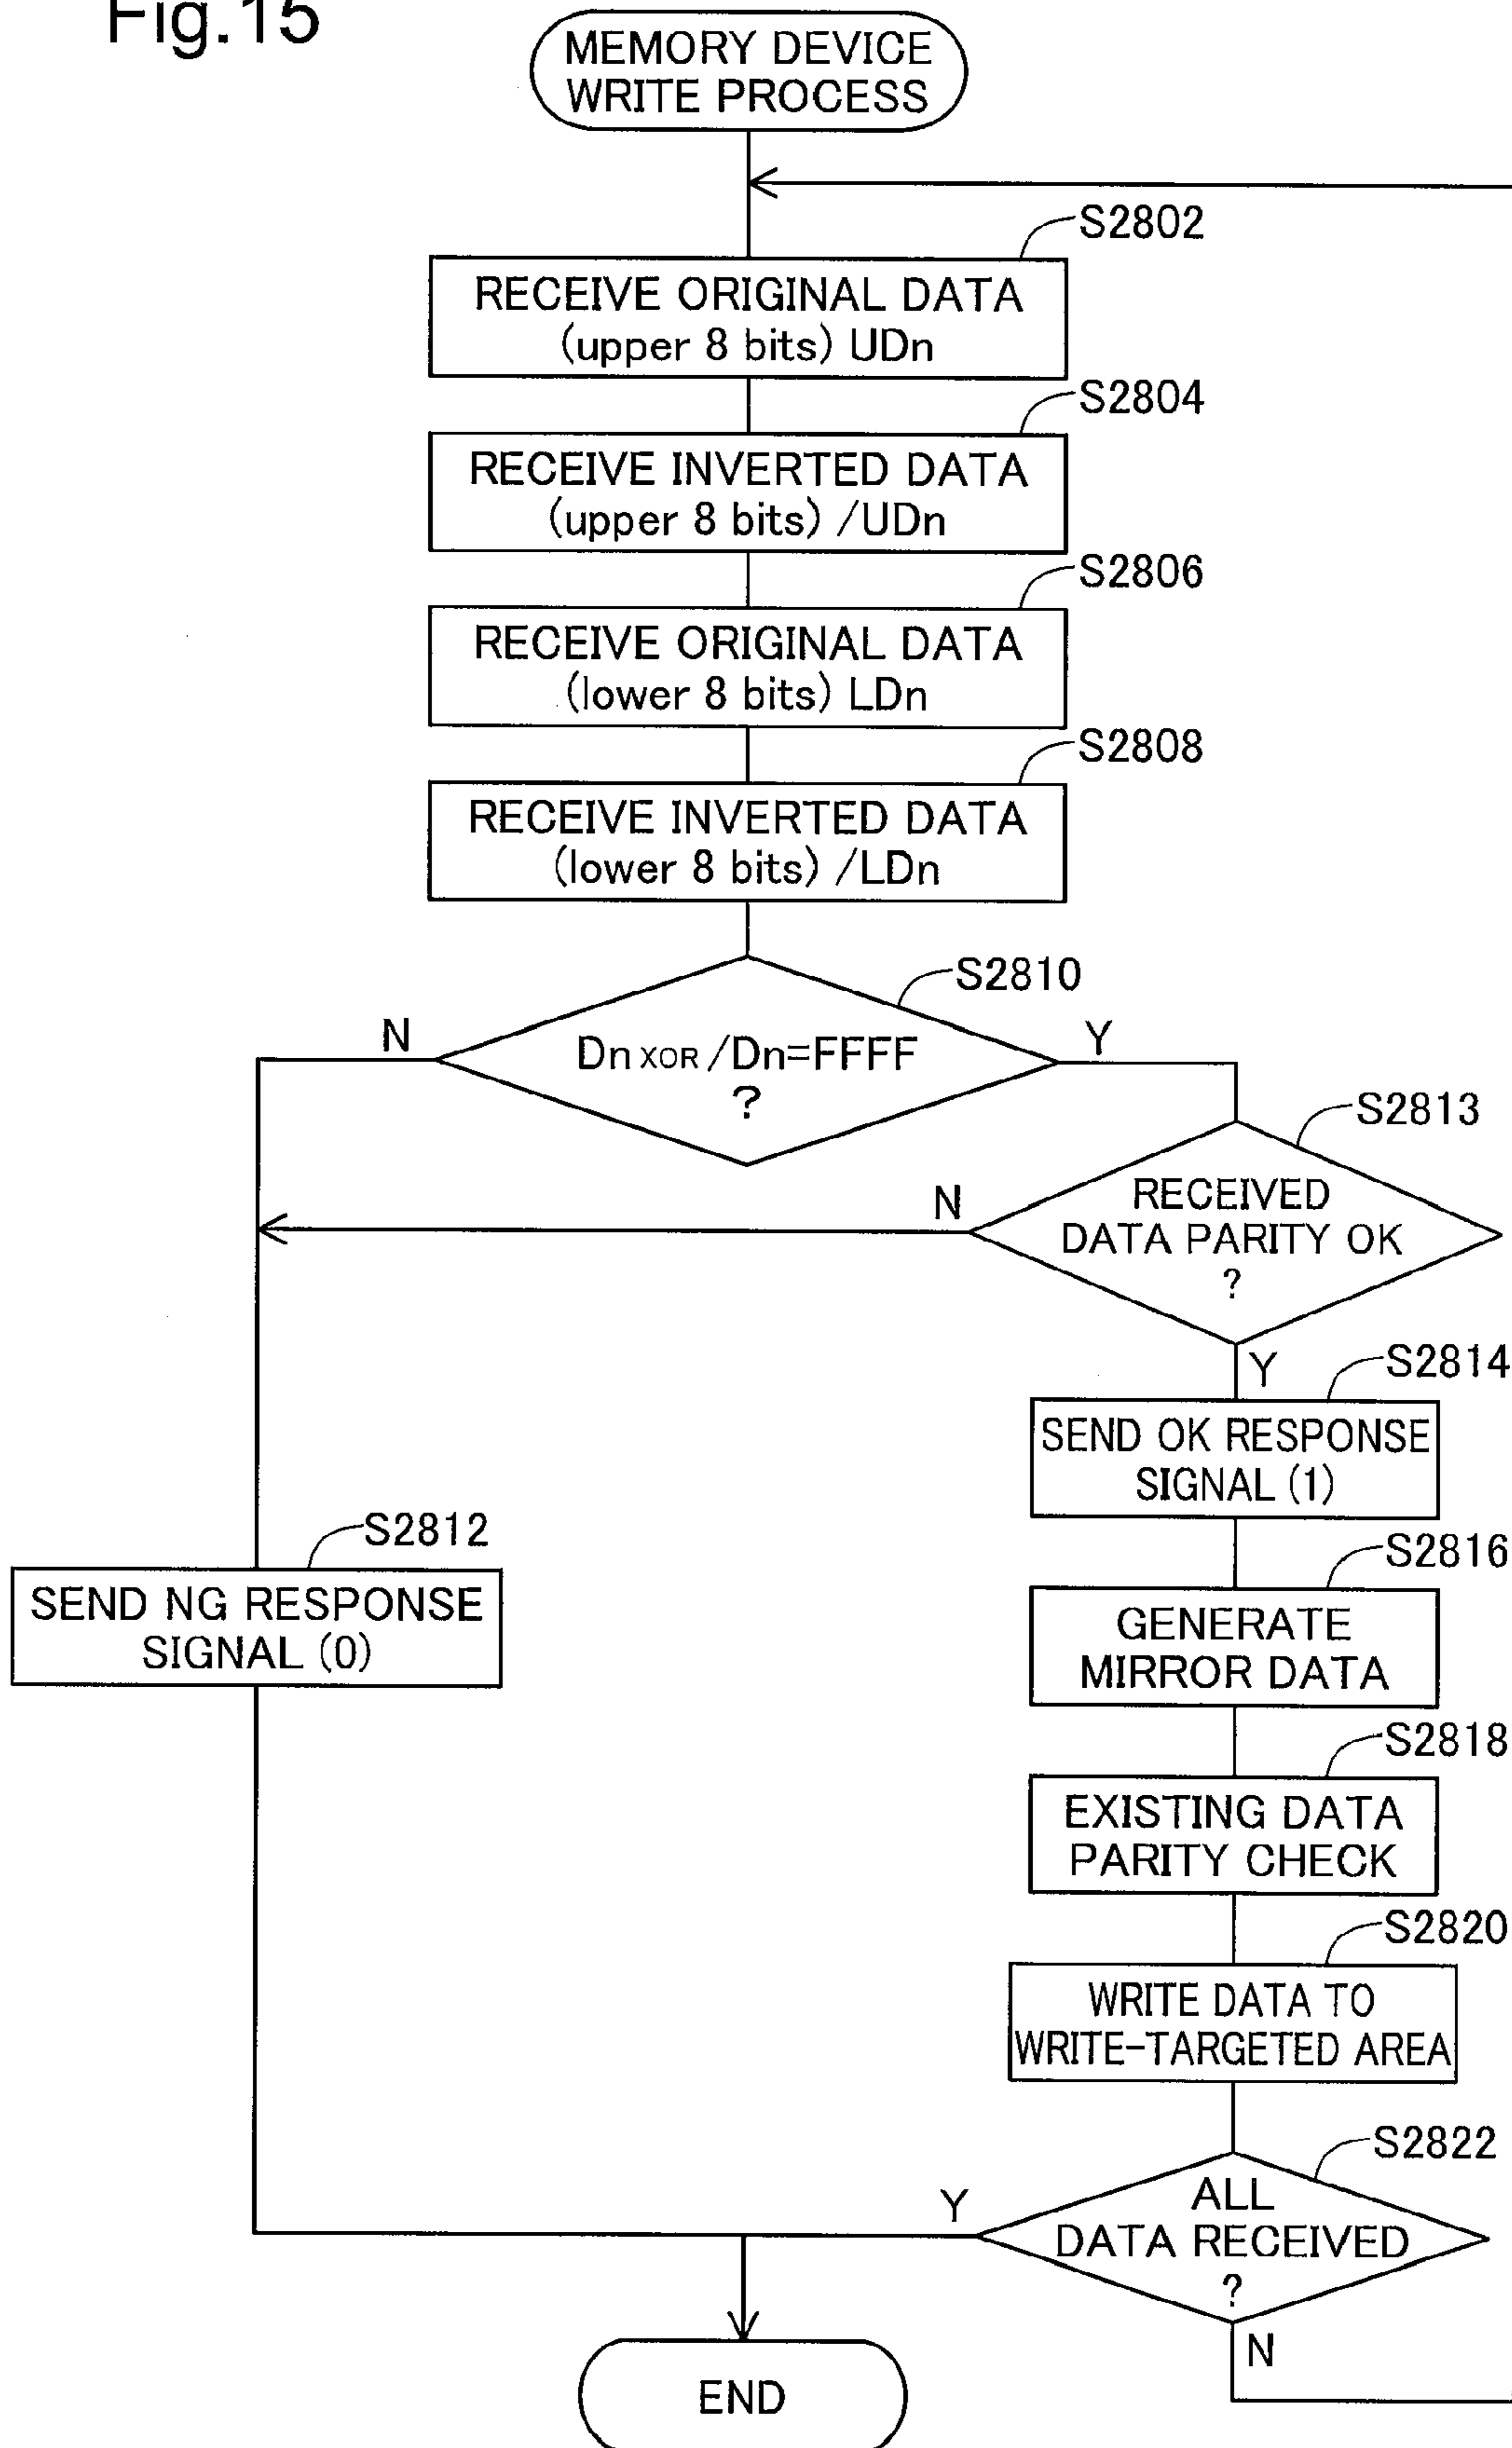 Fig.15
MEMORY DEVICE
WRITE PROCESS
S2802
RECEIVE ORIGINAL DATA
(upper 8 bits) UDn
S2804
RECEIVE INVERTED DATA
(upper 8 bits) /UDn
S2806
RECEIVE ORIGINAL DATA
(lower 8 bits) LDn
S2808
RECEIVE INVERTED DATA
(lower 8 bits) /LDn
S2810
N
Dn XOR /Dn=FFFF
?
Y
S2813
N
RECEIVED
DATA PARITY OK
?
Y
S2814
SEND OK RESPONSE
SIGNAL (1)
S2812
SEND NG RESPONSE
SIGNAL (0)
S2816
GENERATE
MIRROR DATA
S2818
EXISTING DATA
PARITY CHECK
S2820
WRITE DATA TO
WRITE-TARGETED AREA
S2822
Y
ALL
DATA RECEIVED
?
N
END